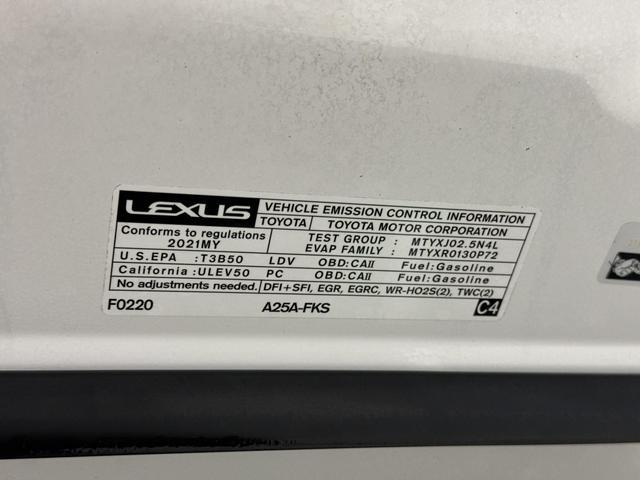 LEXUS VEHICLE EMISSION CONTROL INFORMATION
TOYOTA TOYOTA MOTOR CORPORATION
Conforms to regulations
2021MY
TEST GROUP : MTYXJ02.5N4L
EVAP FAMILY : MTYXR0130P72
U.S.EPA :T3B50 LDV OBD:CAII Fuel:Gasoline
California :ULEV50 PC OBD:CAII Fuel:Gasoline
No adjustments needed. DFI+SFI, EGR, EGRC, WR-HO2S(2), TWC(2)
F0220 A25A-FKS C4